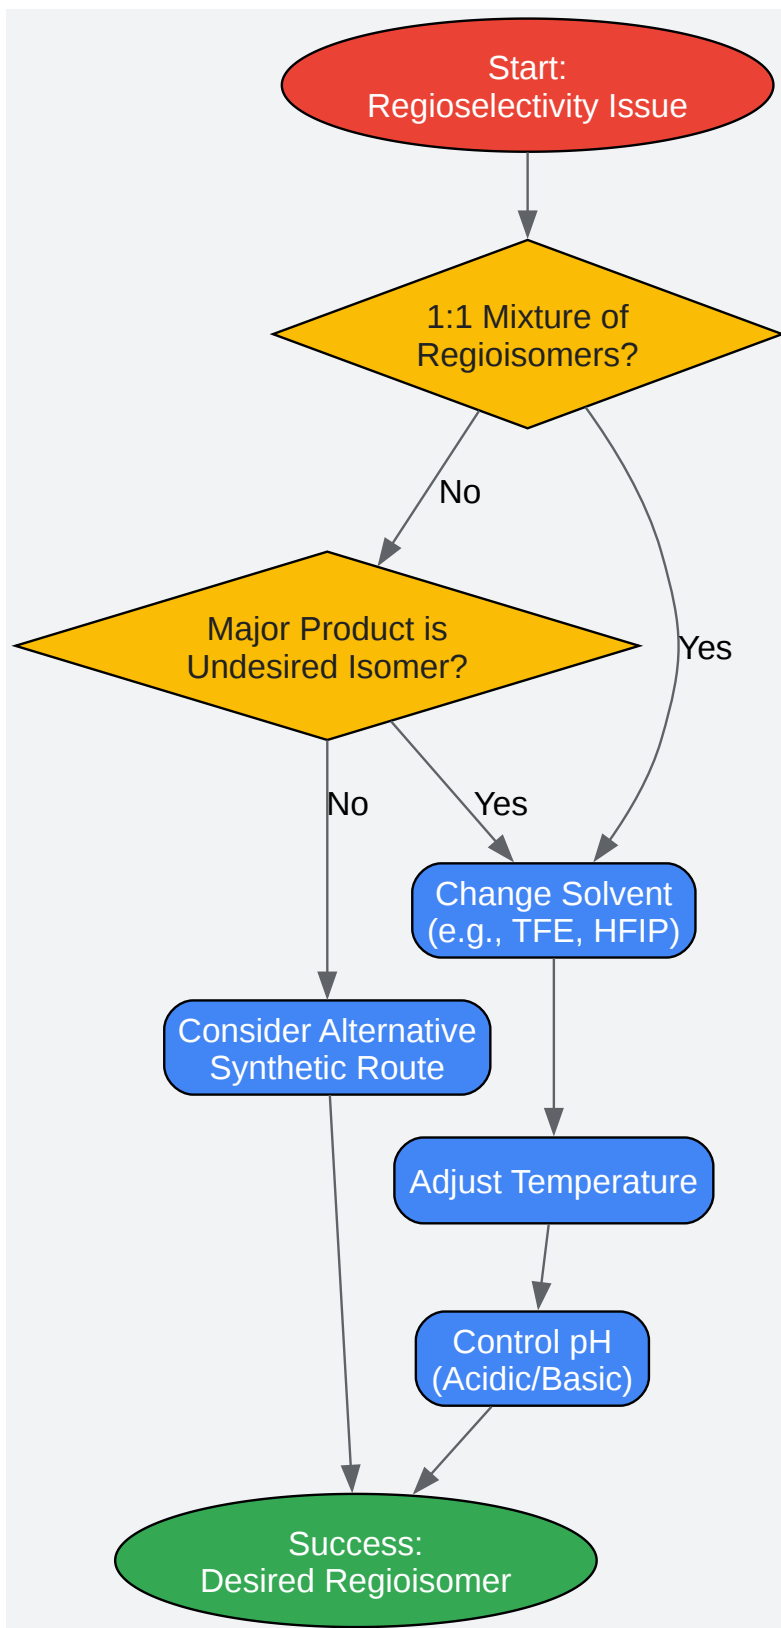 Start:
Regioselectivity Issue
1:1 Mixture of
Regioisomers?
No
Major Product is
Undesired Isomer?
Yes
No
Yes
Change Solvent
(e.g., TFE, HFIP)
Consider Alternative
Synthetic Route
Adjust Temperature
Control pH
(Acidic/Basic)
Success:
Desired Regioisomer